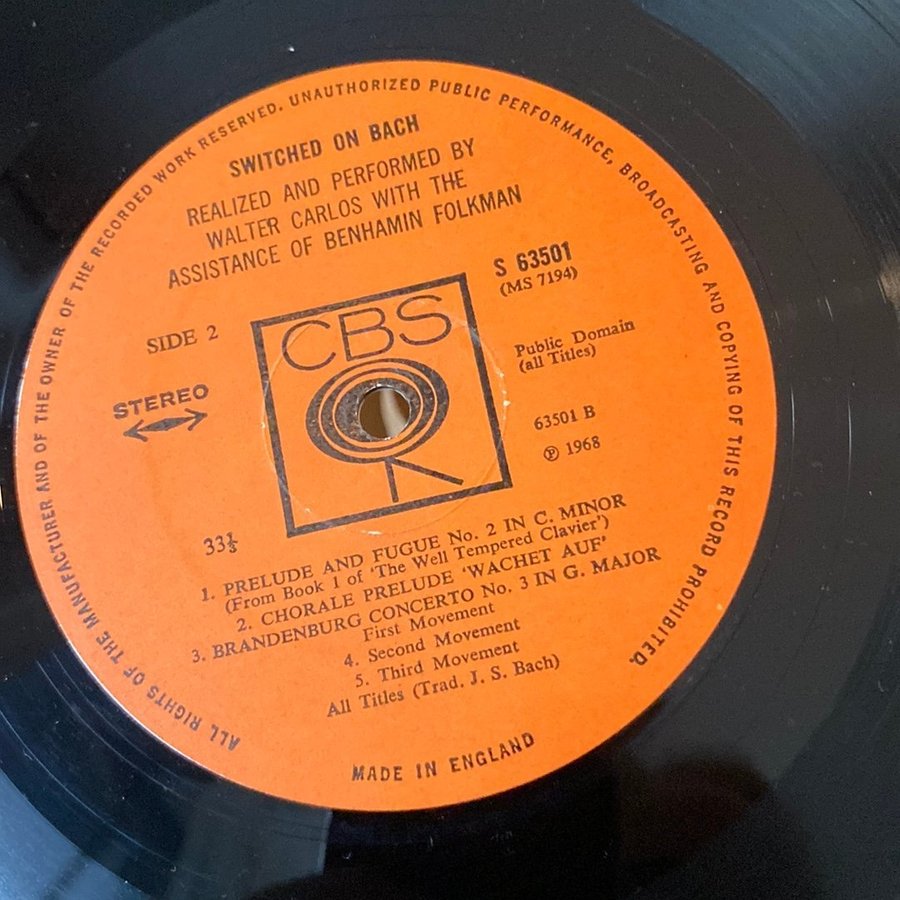 ALL RIGHTS OF THE MANUFACTURER AND OF THE OWNER OF THE RECORDED WORK RESERVED. UNAUTHORIZED PUBLIC PERFORMANCE, BROADCASTING AND COPYING OF THIS RECORD PROHIBITED.
SWITCHED ON BACH
REALIZED AND PERFORMED BY
WALTER CARLOS WITH THE
ASSISTANCE OF BENHAMIN FOLKMAN
S 63501
(MS 7194)
SIDE 2
CBS
Public Domain
(all Titles)
STEREO
63501 B
℗ 1968
33⅓
1. PRELUDE AND FUGUE No. 2 IN C. MINOR
(From Book 1 of 'The Well Tempered Clavier')
2. CHORALE PRELUDE 'WACHET AUF'
3. BRANDENBURG CONCERTO No. 3 IN G. MAJOR
First Movement
4. Second Movement
5. Third Movement
All Titles (Trad. J. S. Bach)
MADE IN ENGLAND